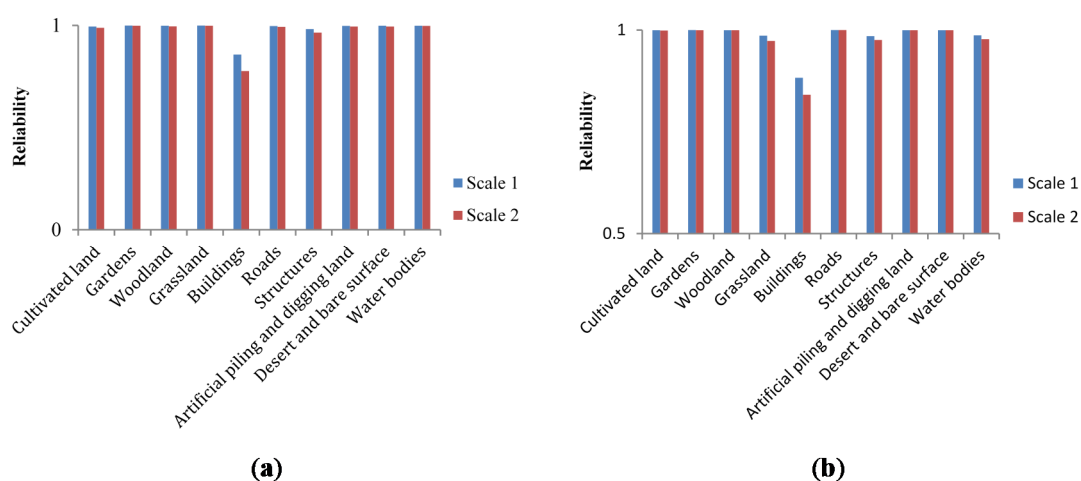 1
Reliability
0
Scale 1
Scale 2
Cultivated land
Gardens
Woodland
Grassland
Buildings
Roads
Structures
Artificial piling and digging land
Desert and bare surface
Water bodies
(a)
1
Reliability
0.5
Scale 1
Scale 2
Cultivated land
Gardens
Woodland
Grassland
Buildings
Roads
Structures
Artificial piling and digging land
Desert and bare surface
Water bodies
(b)